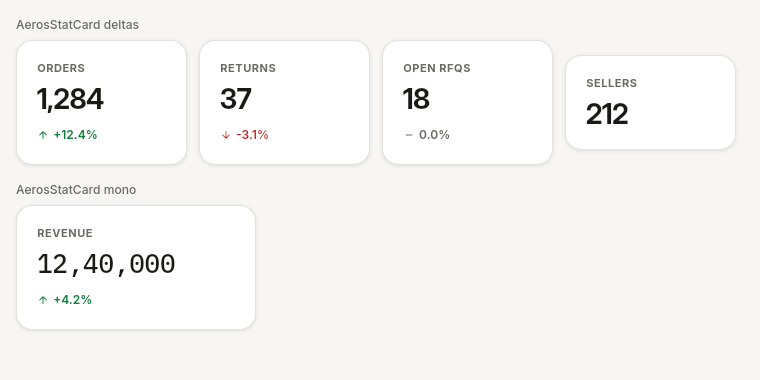 AerosStatCard deltas
ORDERS
1,284
↑ +12.4%
RETURNS
37
↓ -3.1%
OPEN RFQS
18
– 0.0%
SELLERS
212
AerosStatCard mono
REVENUE
12,40,000
↑ +4.2%